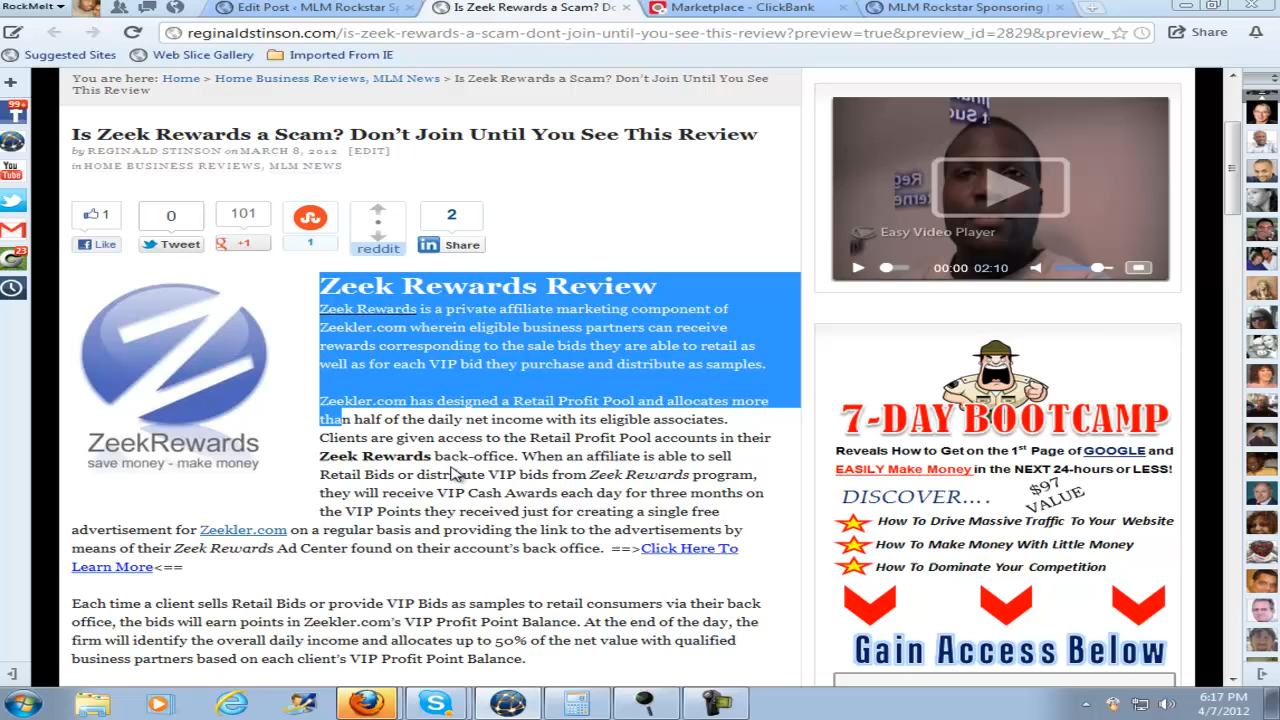 RockMelt
Edit Post ‹ MLM Rockstar S
Is Zeek Rewards a Scam? Do
Marketplace - ClickBank
MLM Rockstar Sponsoring
reginaldstinson.com/is-zeek-rewards-a-scam-dont-join-until-you-see-this-review?preview=true&preview_id=2829&preview_
Share
Suggested Sites
Web Slice Gallery
Imported From IE
You are here: Home > Home Business Reviews, MLM News > Is Zeek Rewards a Scam? Don't Join Until You See
This Review
Is Zeek Rewards a Scam? Don't Join Until You See This Review
by REGINALD STINSON on MARCH 8, 2012 [EDIT]
in HOME BUSINESS REVIEWS, MLM NEWS
1
0
101
2
Like
Tweet
+1
1
reddit
in Share
Zeek Rewards Review
Zeek Rewards is a private affiliate marketing component of
Zeekler.com wherein eligible business partners can receive
rewards corresponding to the sale bids they are able to retail as
well as for each VIP bid they purchase and distribute as samples.
Zeekler.com has designed a Retail Profit Pool and allocates more
than half of the daily net income with its eligible associates.
Clients are given access to the Retail Profit Pool accounts in their
Zeek Rewards back-office. When an affiliate is able to sell
Retail Bids or distribute VIP bids from Zeek Rewards program,
they will receive VIP Cash Awards each day for three months on
the VIP Points they received just for creating a single free
advertisement for Zeekler.com on a regular basis and providing the link to the advertisements by
means of their Zeek Rewards Ad Center found on their account's back office. ==>Click Here To
Learn More<==
Each time a client sells Retail Bids or provide VIP Bids as samples to retail consumers via their back
office, the bids will earn points in Zeekler.com's VIP Profit Point Balance. At the end of the day, the
firm will identify the overall daily income and allocates up to 50% of the net value with qualified
business partners based on each client's VIP Profit Point Balance.
ZeekRewards
save money - make money
Easy Video Player
00:00 02:10
7-DAY BOOTCAMP
Reveals How to Get on the 1st Page of GOOGLE and
EASILY Make Money in the NEXT 24-hours or LESS!
DISCOVER....
$97
VALUE
How To Drive Massive Traffic To Your Website
How To Make Money With Little Money
How To Dominate Your Competition
Gain Access Below
99+
You
Tube
23
6:17 PM
4/7/2012